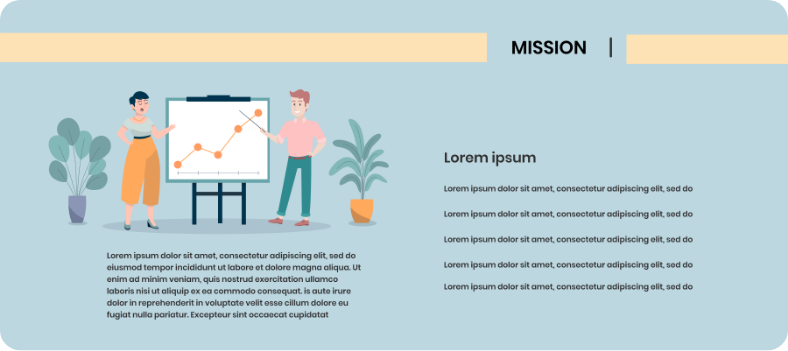 MISSION
Lorem ipsum dolor sit amet, consectetur adipiscing elit, sed do
eiusmod tempor incididunt ut labore et dolore magna aliqua. Ut
enim ad minim veniam, quis nostrud exercitation ullamco
laboris nisi ut aliquip ex ea commodo consequat. is aute irure
dolor in reprehenderit in voluptate velit esse cillum dolore eu
fugiat nulla pariatur. Excepteur sint occaecat cupidatat
Lorem ipsum
Lorem ipsum dolor sit amet, consectetur adipiscing elit, sed do
Lorem ipsum dolor sit amet, consectetur adipiscing elit, sed do
Lorem ipsum dolor sit amet, consectetur adipiscing elit, sed do
Lorem ipsum dolor sit amet, consectetur adipiscing elit, sed do
Lorem ipsum dolor sit amet, consectetur adipiscing elit, sed do